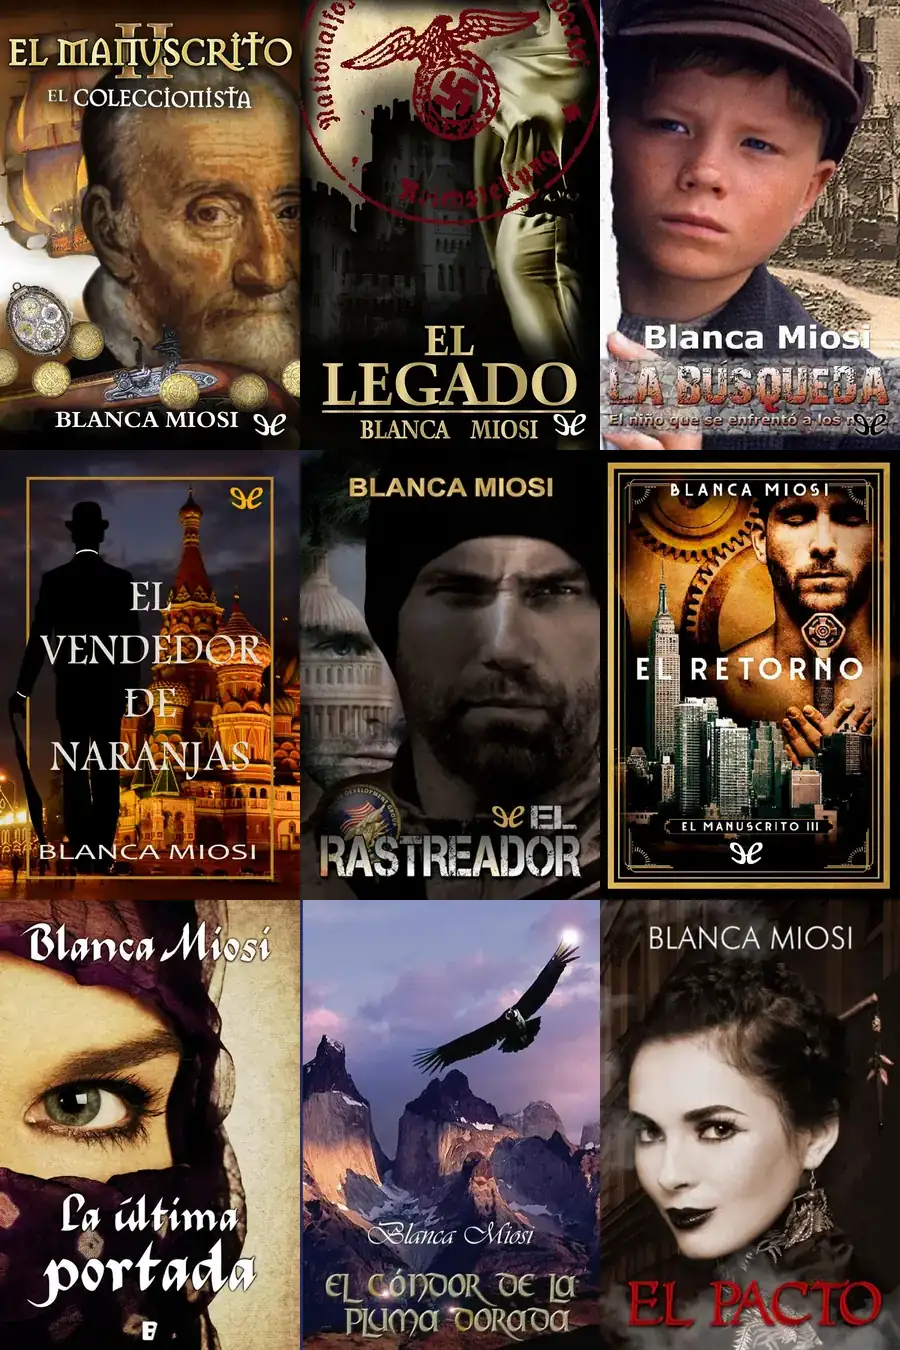 EL MANUSCRITO
II
EL COLECCIONISTA
BLANCA MIOSI
EL
LEGADO
BLANCA MIOSI
Blanca Miosi
LA BÚSQUEDA
El niño que se enfrentó a los
BLANCA MIOSI
EL
VENDEDOR
DE
NARANJAS
BLANCA MIOSI
BLANCA MIOSI
EL
RASTREADOR
BLANCA MIOSI
EL RETORNO
EL MANUSCRITO III
Blanca Miosi
La última
portada
B
Blanca Miosi
EL CÓNDOR DE LA
PLUMA DORADA
BLANCA MIOSI
EL PACTO